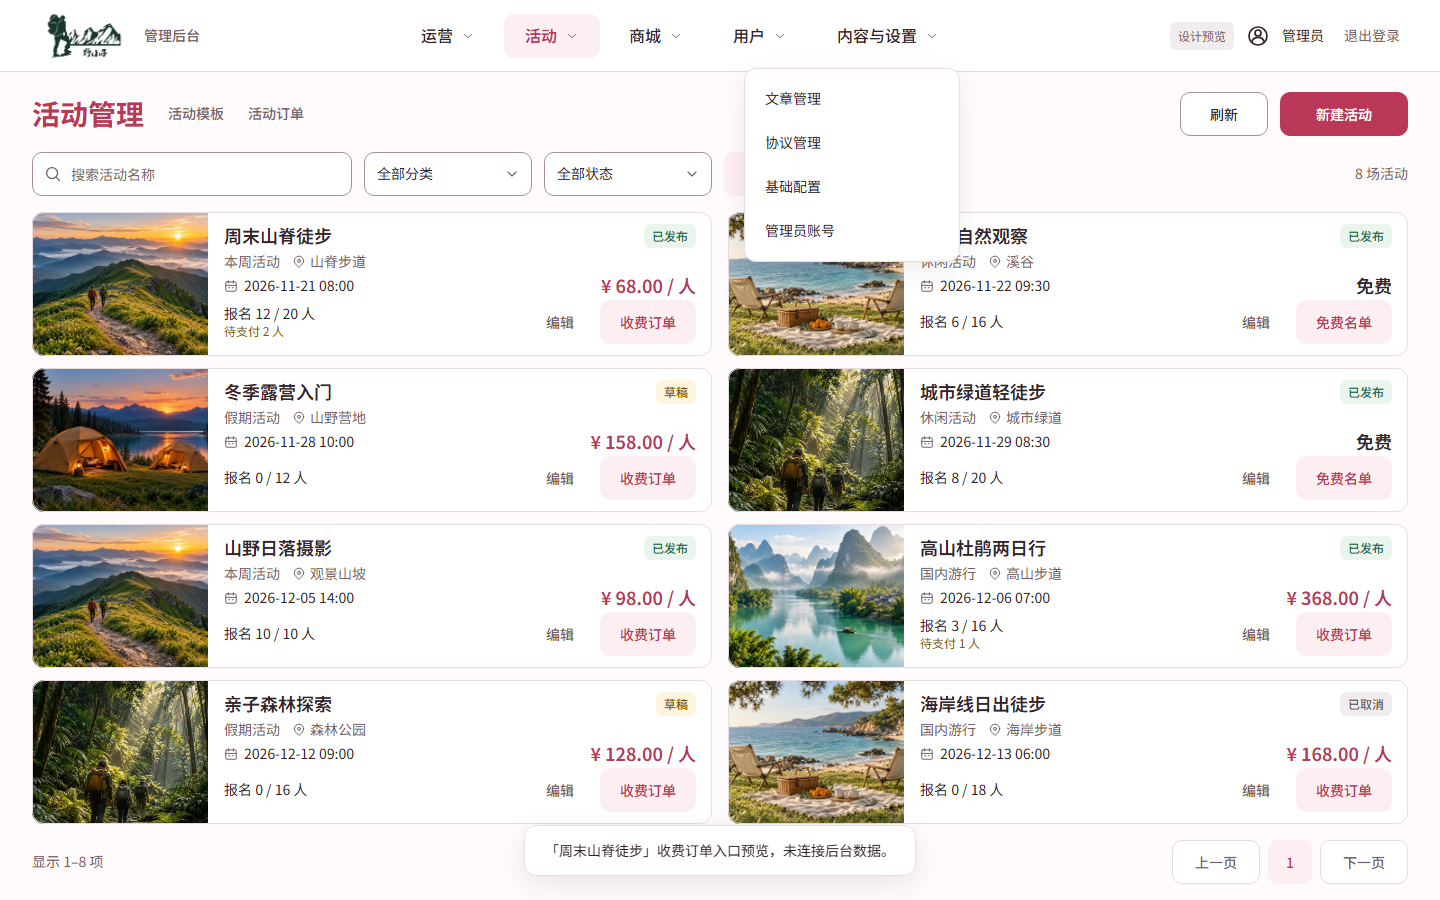 野小子
管理后台
运营
活动
商城
用户
内容与设置
设计预览
管理员
退出登录
活动管理
活动模板
活动订单
文章管理
协议管理
基础配置
管理员账号
刷新
新建活动
搜索活动名称
全部分类
全部状态
8 场活动
周末山脊徒步
已发布
本周活动 山脊步道
2026-11-21 08:00
¥ 68.00 / 人
报名 12 / 20 人
待支付 2 人
编辑
收费订单
自然观察
已发布
休闲活动 溪谷
2026-11-22 09:30
免费
报名 6 / 16 人
编辑
免费名单
冬季露营入门
草稿
假期活动 山野营地
2026-11-28 10:00
¥ 158.00 / 人
报名 0 / 12 人
编辑
收费订单
城市绿道轻徒步
已发布
休闲活动 城市绿道
2026-11-29 08:30
免费
报名 8 / 20 人
编辑
免费名单
山野日落摄影
已发布
本周活动 观景山坡
2026-12-05 14:00
¥ 98.00 / 人
报名 10 / 10 人
编辑
收费订单
高山杜鹃两日行
已发布
国内游行 高山步道
2026-12-06 07:00
¥ 368.00 / 人
报名 3 / 16 人
待支付 1 人
编辑
收费订单
亲子森林探索
草稿
假期活动 森林公园
2026-12-12 09:00
¥ 128.00 / 人
报名 0 / 16 人
编辑
收费订单
海岸线日出徒步
已取消
国内游行 海岸步道
2026-12-13 06:00
¥ 168.00 / 人
报名 0 / 18 人
编辑
收费订单
显示 1–8 项
「周末山脊徒步」收费订单入口预览，未连接后台数据。
上一页
1
下一页